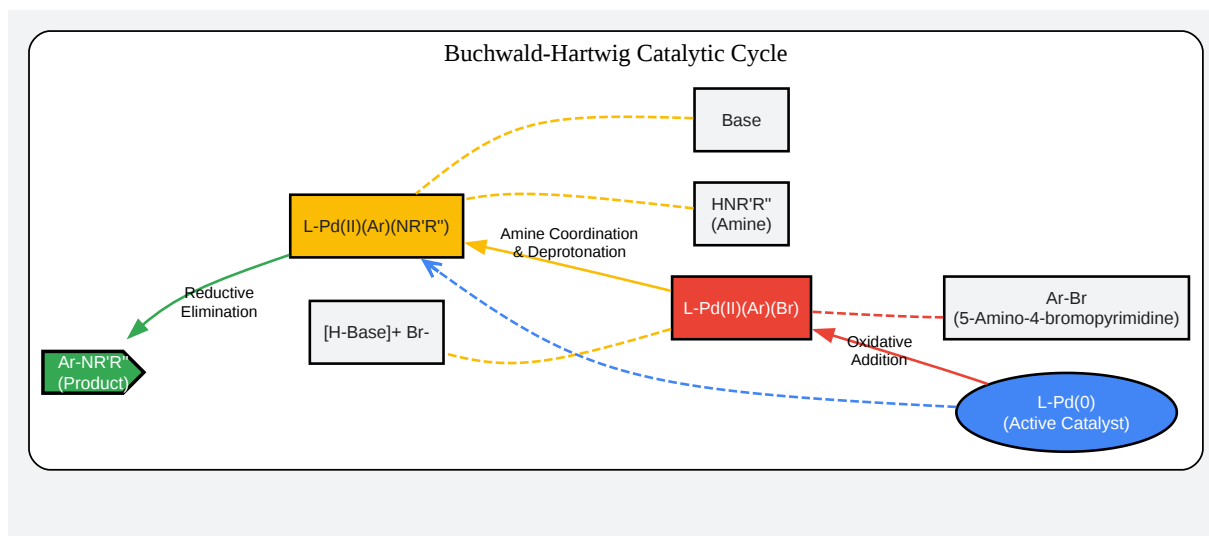 Buchwald-Hartwig Catalytic Cycle
Base
HNR'R"
(Amine)
L-Pd(II)(Ar)(NR'R")
Amine Coordination
& Deprotonation
Ar-Br
(5-Amino-4-bromopyrimidine)
L-Pd(II)(Ar)(Br)
Reductive
Elimination
[H-Base]+ Br-
Oxidative
Addition
Ar-NR'R"
(Product)
L-Pd(0)
(Active Catalyst)